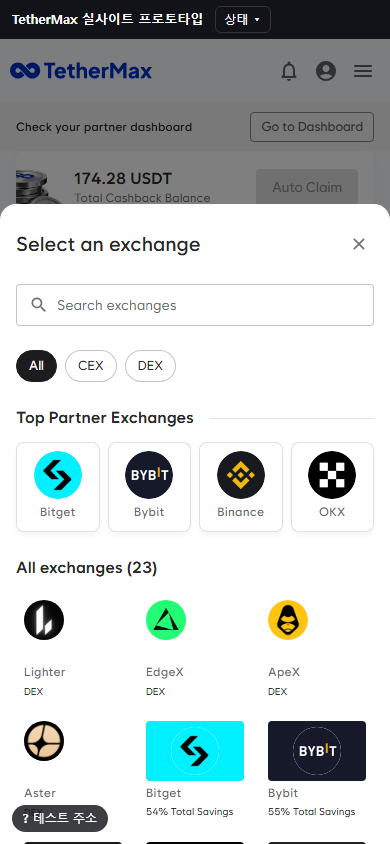 TetherMax 실사이트 프로토타입 상태 ▼
TetherMax
Check your partner dashboard Go to Dashboard
174.28 USDT
Total Cashback Balance
Auto Claim
Select an exchange
Search exchanges
All CEX DEX
Top Partner Exchanges
BYBIT
Bitget Bybit Binance OKX
All exchanges (23)
Lighter EdgeX ApeX
DEX DEX DEX
BYBIT
Aster Bitget Bybit
54% Total Savings 55% Total Savings
? 테스트 주소